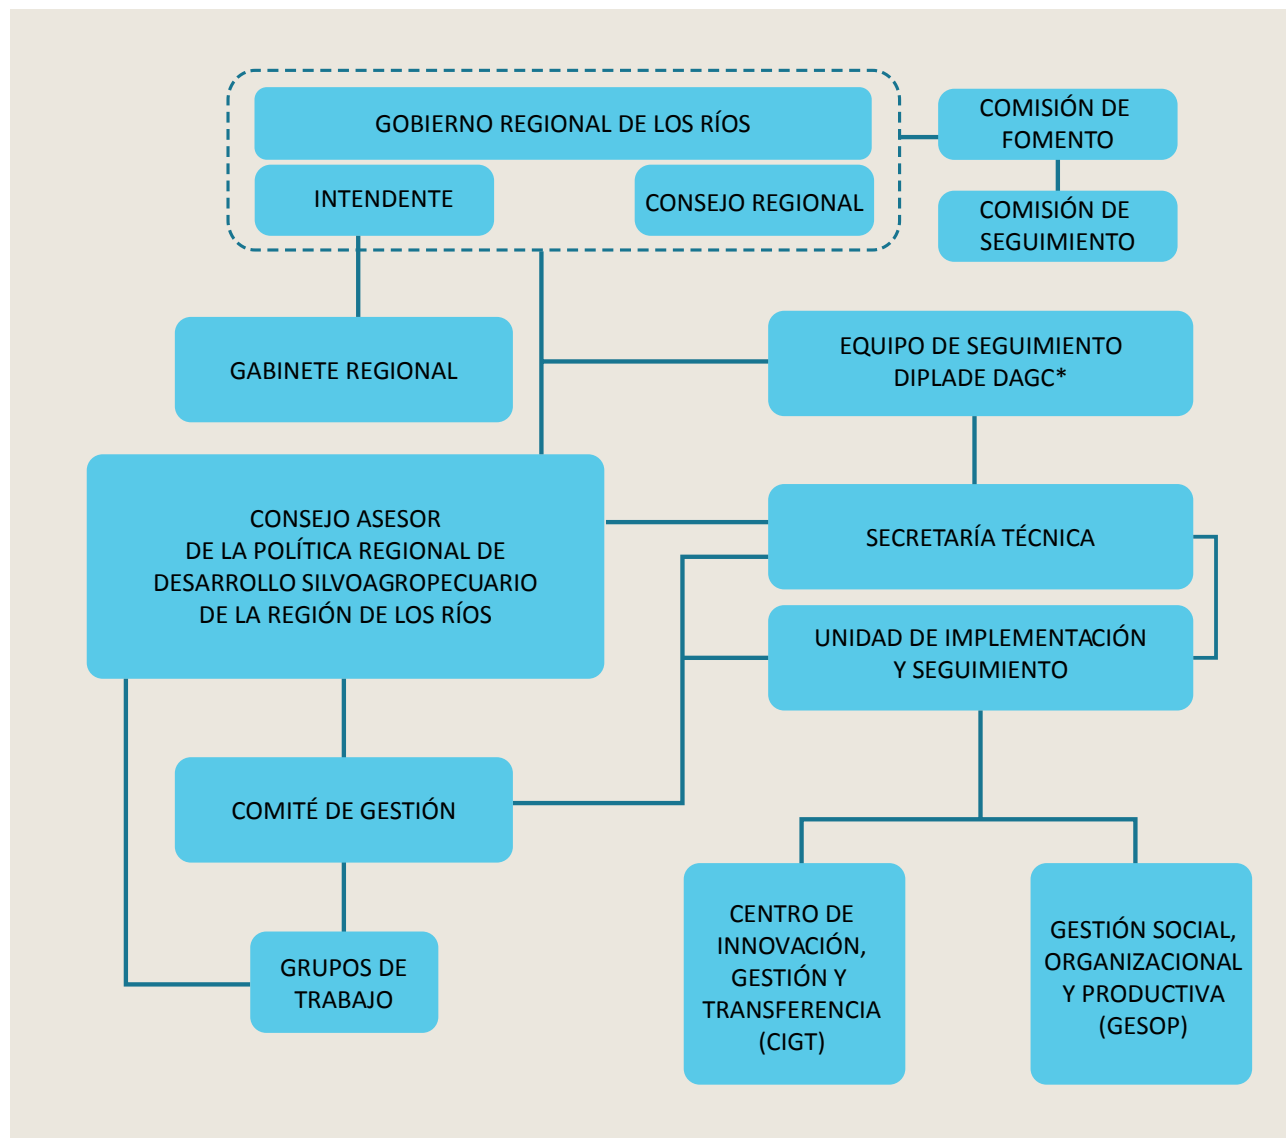 GOBIERNO REGIONAL DE LOS RÍOS
INTENDENTE
CONSEJO REGIONAL
COMISIÓN DE
FOMENTO
COMISIÓN DE
SEGUIMIENTO
GABINETE REGIONAL
EQUIPO DE SEGUIMIENTO
DIPLADE DAGC*
CONSEJO ASESOR
DE LA POLÍTICA REGIONAL DE
DESARROLLO SILVOAGROPECUARIO
DE LA REGIÓN DE LOS RÍOS
SECRETARÍA TÉCNICA
UNIDAD DE IMPLEMENTACIÓN
Y SEGUIMIENTO
COMITÉ DE GESTIÓN
GRUPOS DE
TRABAJO
CENTRO DE
INNOVACIÓN,
GESTIÓN Y
TRANSFERENCIA
(CIGT)
GESTIÓN SOCIAL,
ORGANIZACIONAL
Y PRODUCTIVA
(GESOP)